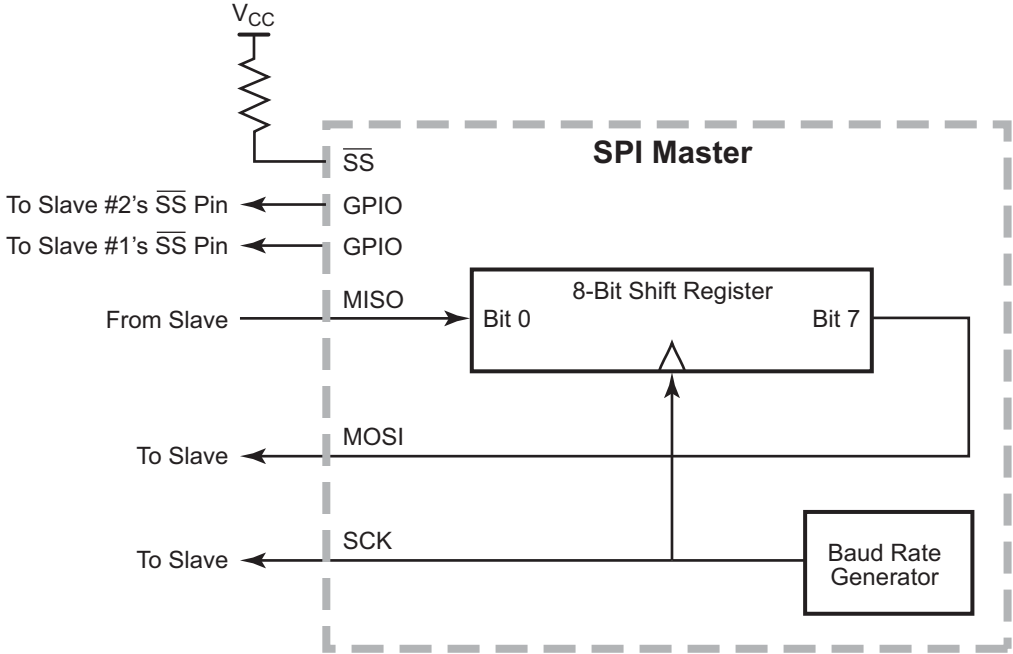 VCC
SS
SPI Master
To Slave #2’s SS Pin
GPIO
To Slave #1’s SS Pin
GPIO
MISO
8-Bit Shift Register
From Slave
Bit 0
Bit 7
MOSI
To Slave
SCK
To Slave
Baud Rate
Generator